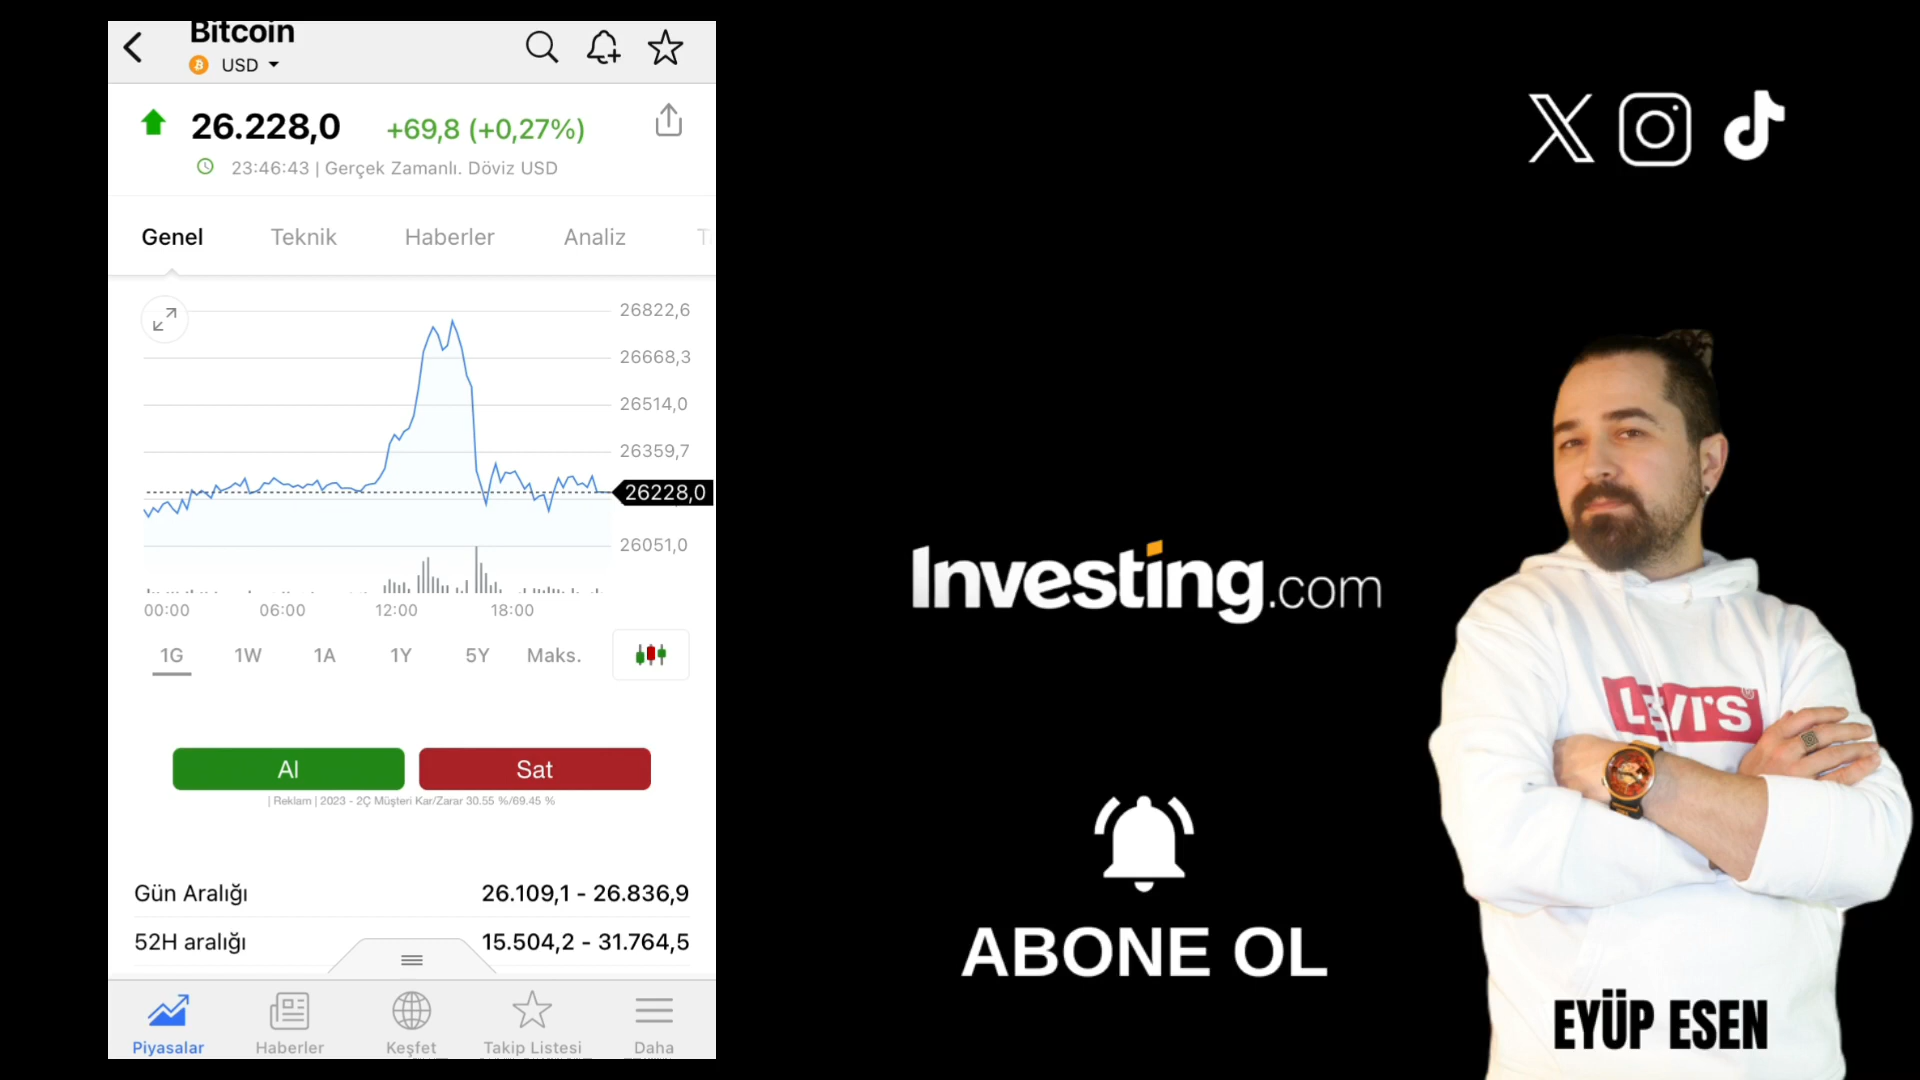 Bitcoin
USD
26.228,0 +69,8 (+0,27%)
23:46:43 | Gerçek Zamanlı. Döviz USD
Genel Teknik Haberler Analiz
26822,6
26668,3
26514,0
26359,7
26228,0
26051,0
00:00 06:00 12:00 18:00
1G 1W 1A 1Y 5Y Maks.
Al Sat
| Reklam | 2023 - 2Ç Müşteri Kar/Zarar 30.55 %/69.45 %
Gün Aralığı 26.109,1 - 26.836,9
52H aralığı 15.504,2 - 31.764,5
Piyasalar Haberler Keşfet Takip Listesi Daha
Investing.com
ABONE OL
LEVI'S
EYÜP ESEN